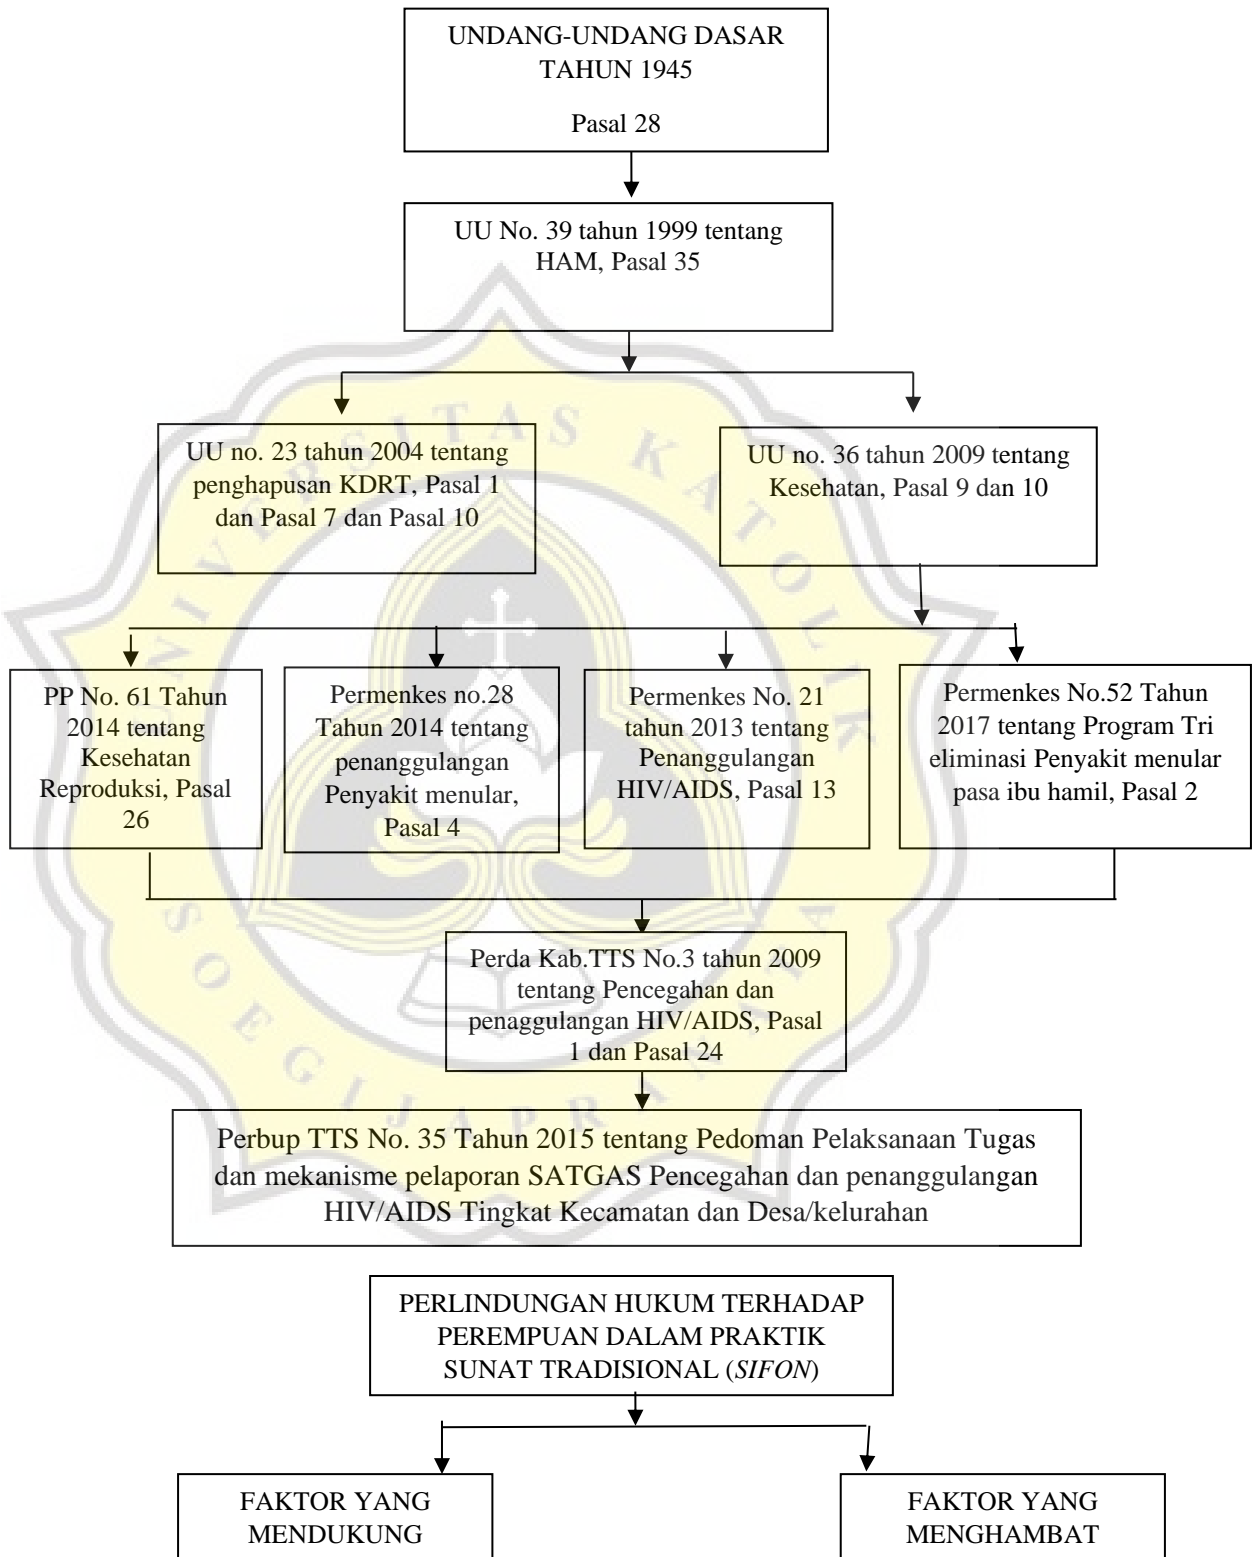 UNDANG-UNDANG DASAR
TAHUN 1945
Pasal 28
UU No. 39 tahun 1999 tentang
HAM, Pasal 35
UU no. 23 tahun 2004 tentang
penghapusan KDRT, Pasal 1
dan Pasal 7 dan Pasal 10
UU no. 36 tahun 2009 tentang
Kesehatan, Pasal 9 dan 10
PP No. 61 Tahun
2014 tentang
Kesehatan
Reproduksi, Pasal
26
Permenkes no.28
Tahun 2014 tentang
penanggulangan
Penyakit menular,
Pasal 4
Permenkes No. 21
tahun 2013 tentang
Penanggulangan
HIV/AIDS, Pasal 13
Permenkes No.52 Tahun
2017 tentang Program Tri
eliminasi Penyakit menular
pasa ibu hamil, Pasal 2
Perda Kab.TTS No.3 tahun 2009
tentang Pencegahan dan
penaggulangan HIV/AIDS, Pasal
1 dan Pasal 24
Perbup TTS No. 35 Tahun 2015 tentang Pedoman Pelaksanaan Tugas
dan mekanisme pelaporan SATGAS Pencegahan dan penanggulangan
HIV/AIDS Tingkat Kecamatan dan Desa/kelurahan
PERLINDUNGAN HUKUM TERHADAP
PEREMPUAN DALAM PRAKTIK
SUNAT TRADISIONAL (SIFON)
FAKTOR YANG
MENDUKUNG
FAKTOR YANG
MENGHAMBAT
UNIVERSITAS KATOLIK
SOEGIJAPRANATA